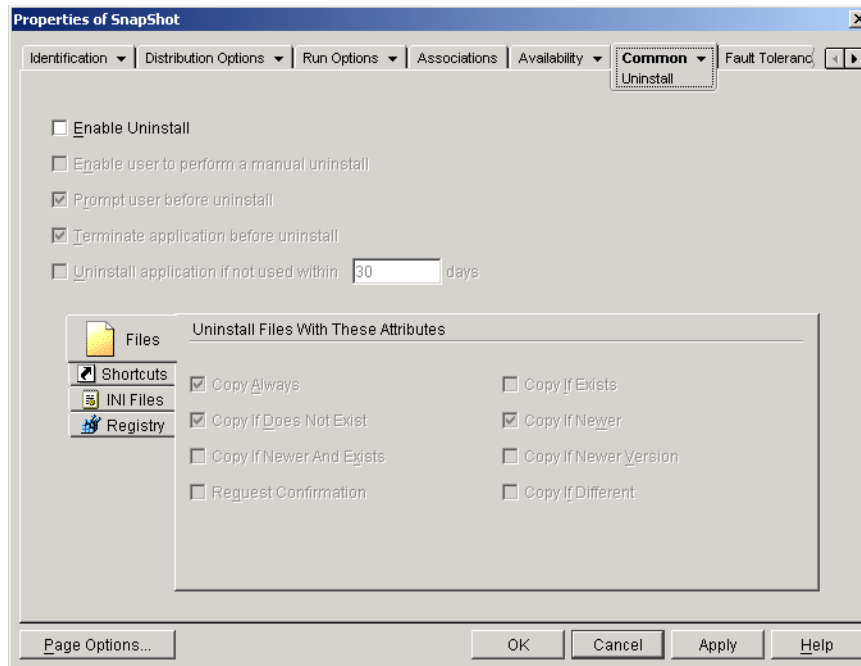 Properties of SnapShot
Identification Distribution Options Run Options Associations Availability Common Fault Toleranc
Uninstall
Enable Uninstall
Enable user to perform a manual uninstall
Prompt user before uninstall
Terminate application before uninstall
Uninstall application if not used within 30 days
Files
Uninstall Files With These Attributes
Shortcuts
INI Files
Registry
Copy Always Copy If Exists
Copy If Does Not Exist Copy If Newer
Copy If Newer And Exists Copy If Newer Version
Request Confirmation Copy If Different
Page Options... OK Cancel Apply Help